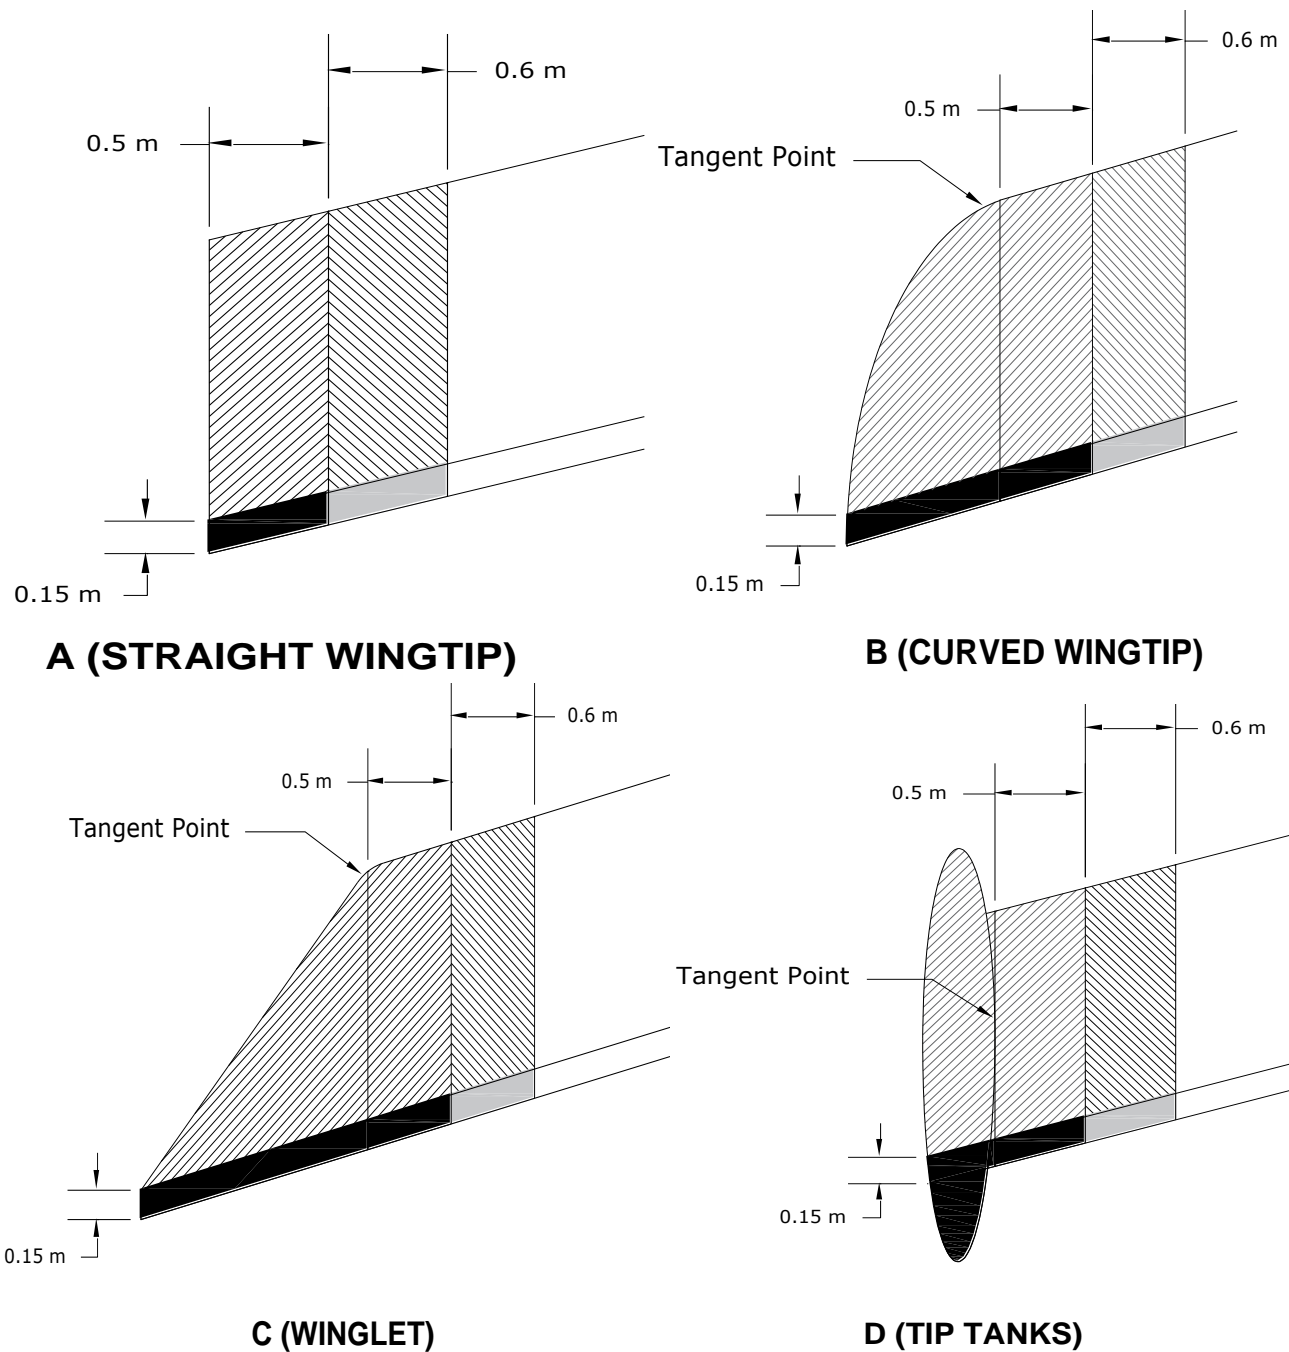 0.6 m
0.5 m
0.15 m
A (STRAIGHT WINGTIP)
0.6 m
0.5 m
Tangent Point
0.15 m
B (CURVED WINGTIP)
0.6 m
0.5 m
Tangent Point
0.15 m
C (WINGLET)
0.6 m
0.5 m
Tangent Point
0.15 m
D (TIP TANKS)